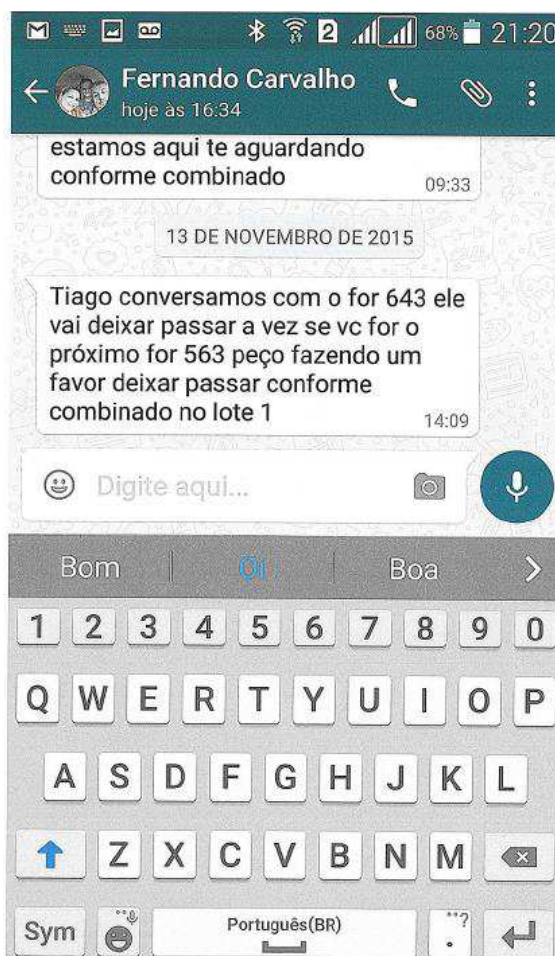 2 68% 21:20
Fernando Carvalho
hoje às 16:34
estamos aqui te aguardando
conforme combinado
09:33
13 DE NOVEMBRO DE 2015
Tiago conversamos com o for 643 ele
vai deixar passar a vez se vc for o
próximo for 563 peço fazendo um
favor deixar passar conforme
combinado no lote 1
14:09
Digite aqui...
Bom Oi Boa
1 2 3 4 5 6 7 8 9 0
Q W E R T Y U I O P
A S D F G H J K L
Z X C V B N M
Sym Português(BR) . ?